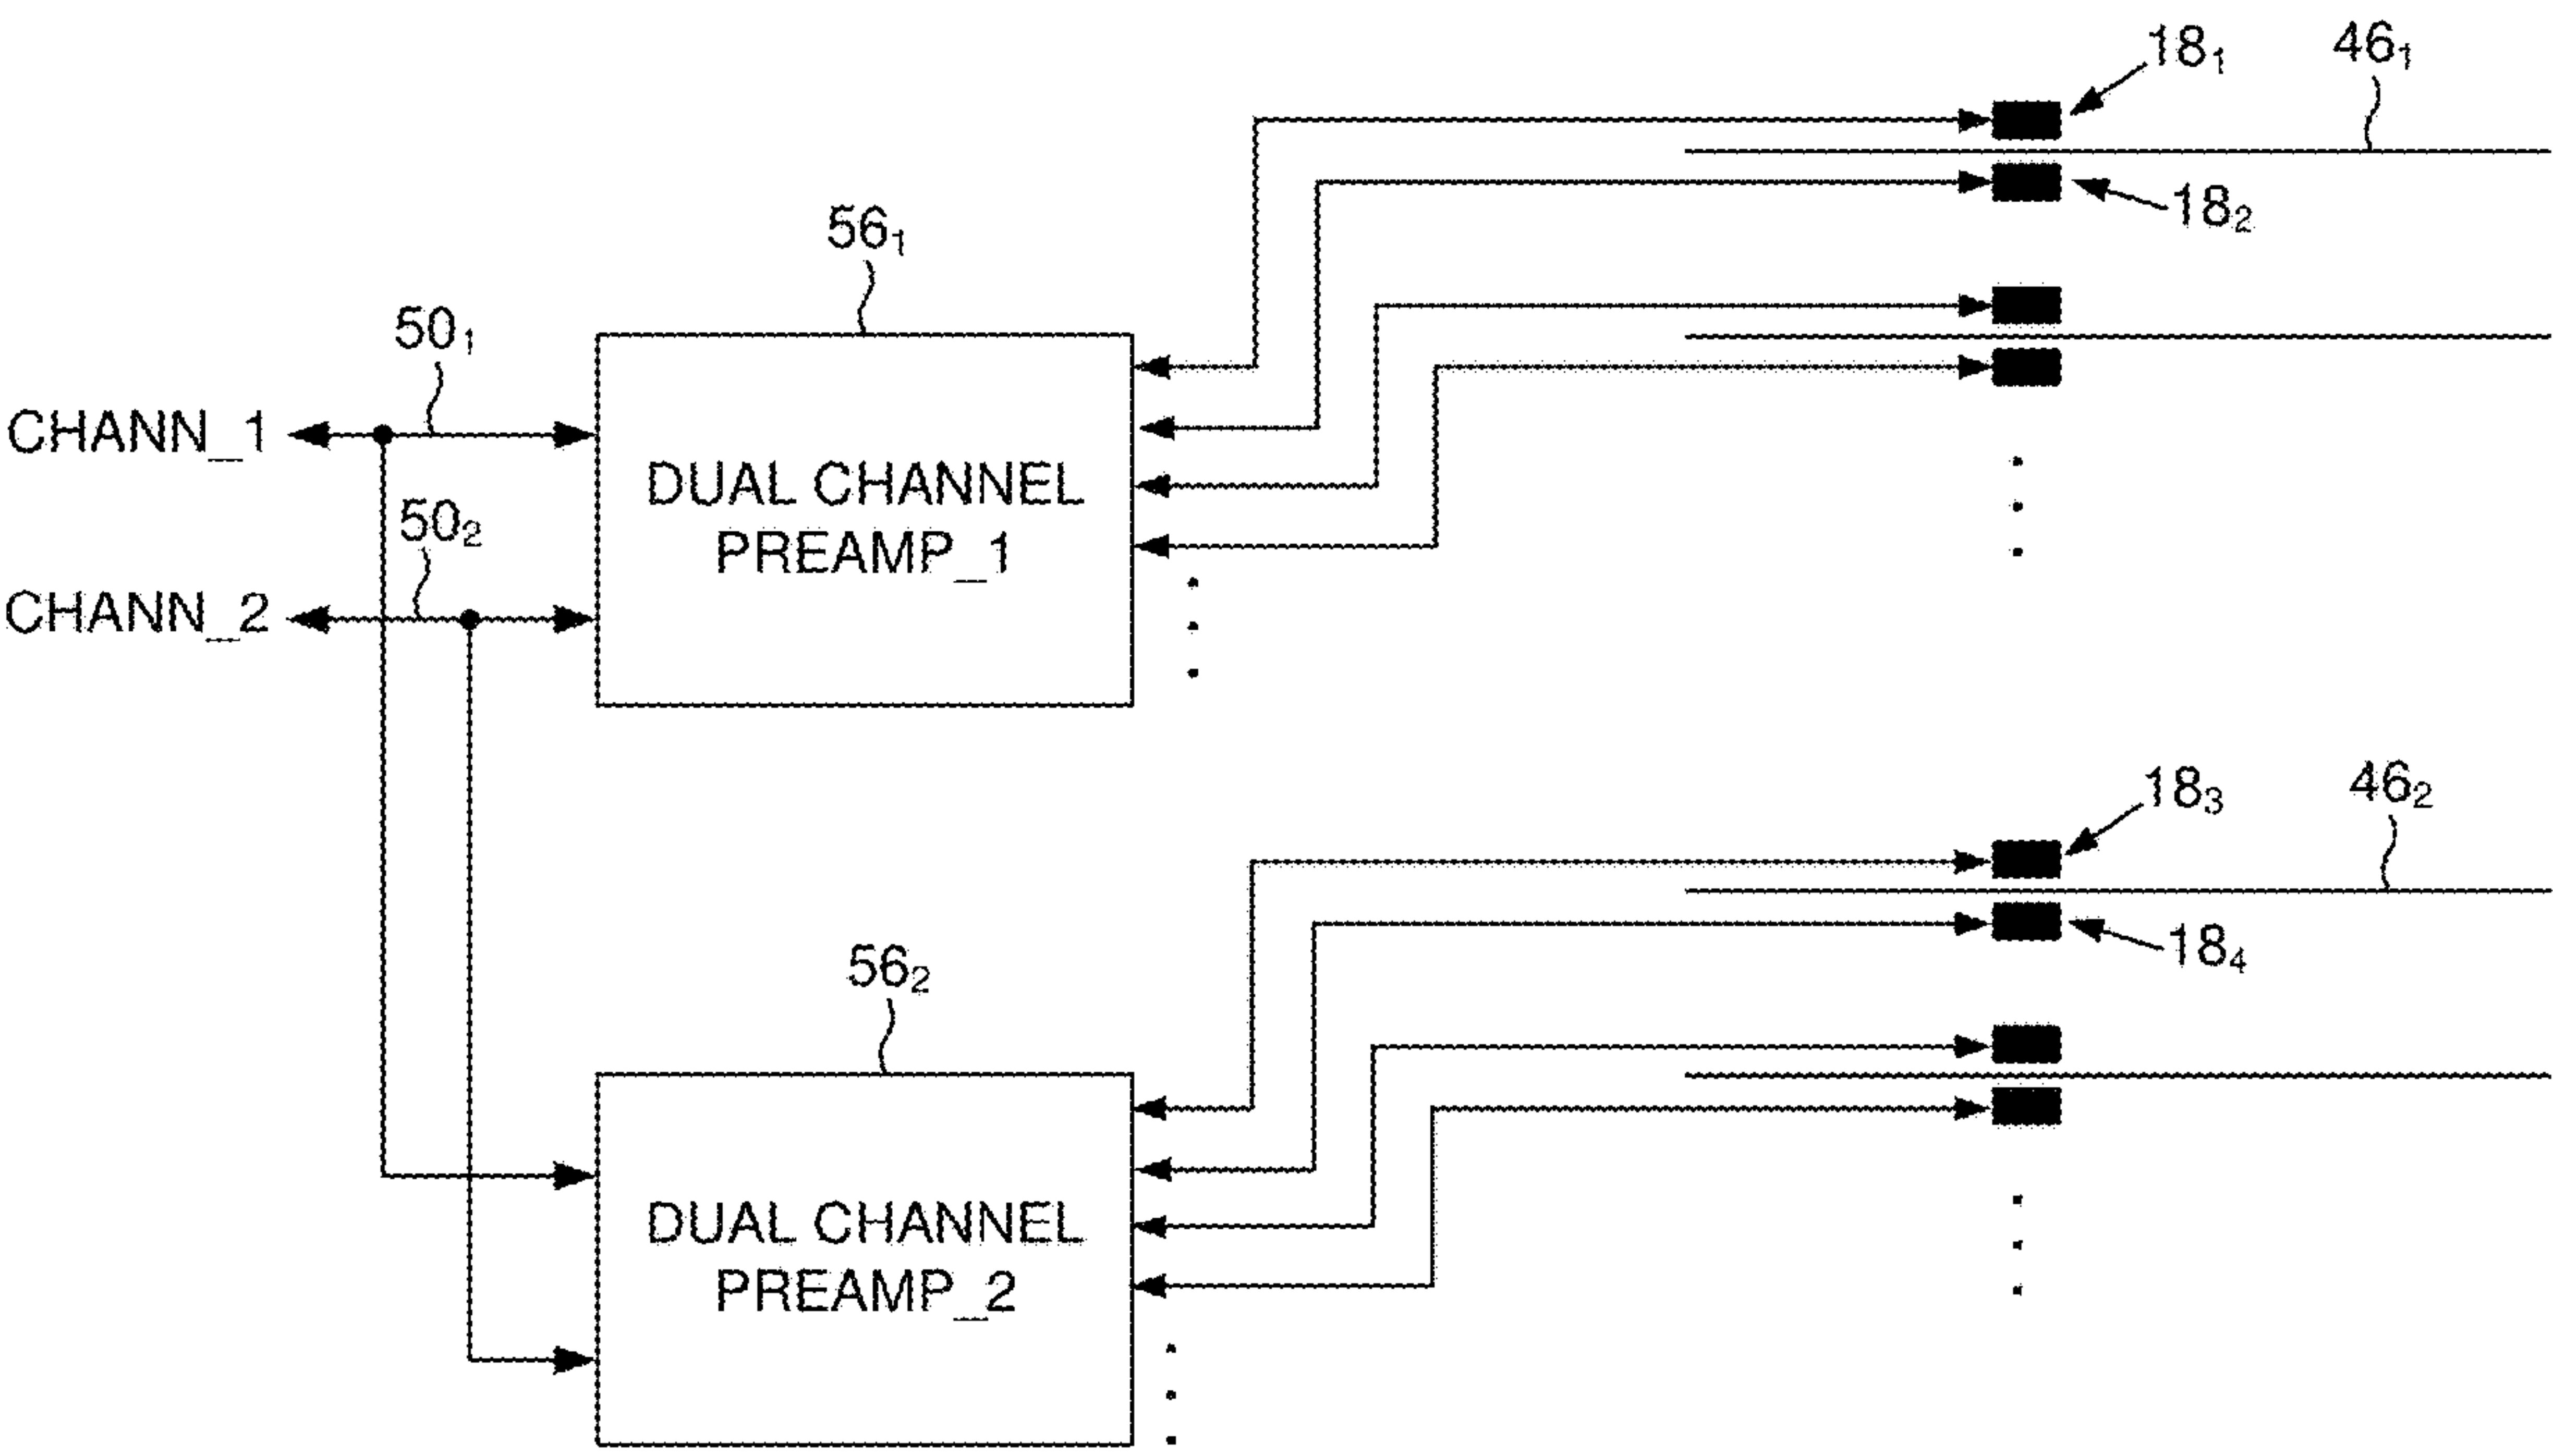 18₁
46₁
18₂
56₁
50₁
CHANN_1
DUAL CHANNEL
PREAMP_1
50₂
CHANN_2
18₃
46₂
18₄
56₂
DUAL CHANNEL
PREAMP_2